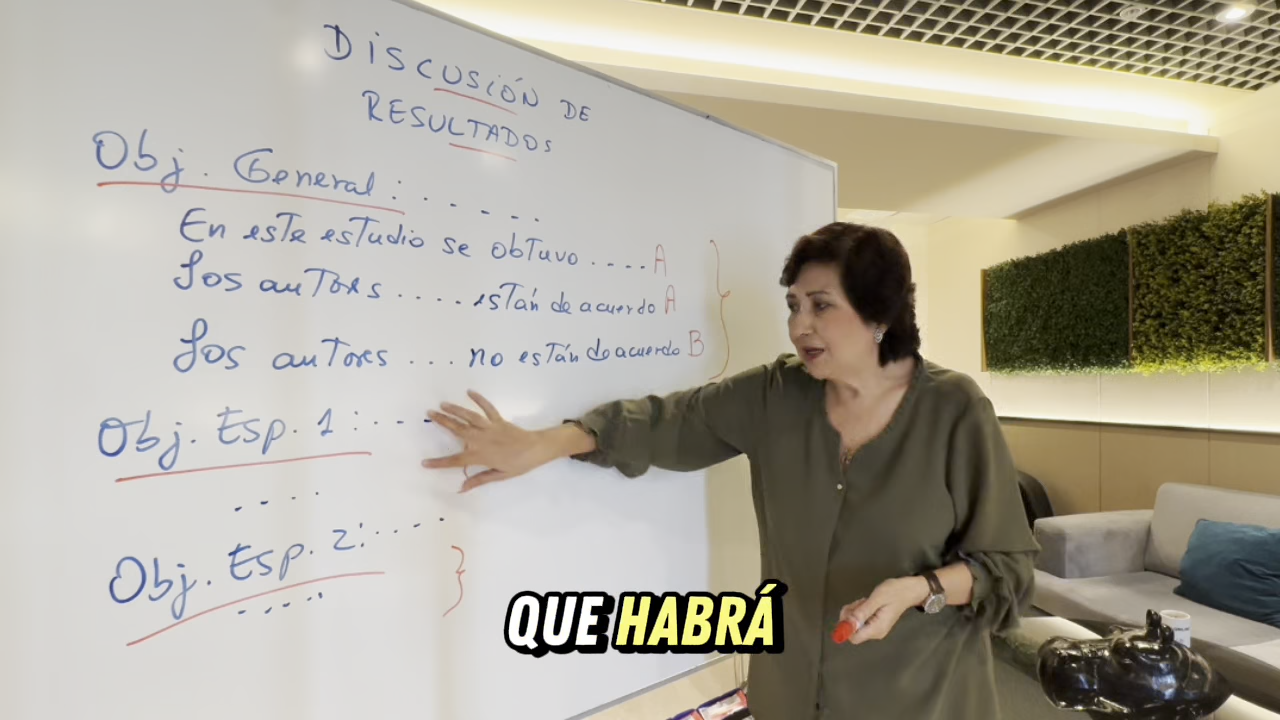 DISCUSIÓN DE
RESULTADOS
Obj. General : . . - - - .
En este estudio se obtuvo . . . . . A
Los autores . . . . están de acuerdo A
Los autores . . . no están de acuerdo B
Obj. Esp. 1 : . - - -
- - . .
Obj. Esp. 2 : . . . .
- . . . .
QUE HABRÁ